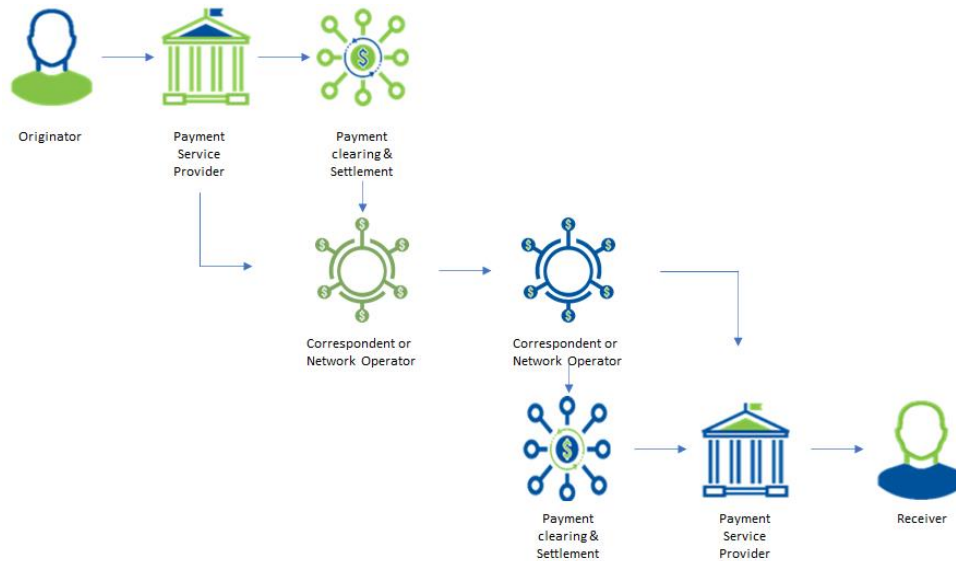 Originator
Payment
Service
Provider
Payment
clearing &
Settlement
$
$
$
$
$
$
$
Correspondent or
Network Operator
$
$
$
$
$
$
Correspondent or
Network Operator
$
Payment
clearing &
Settlement
Payment
Service
Provider
Receiver